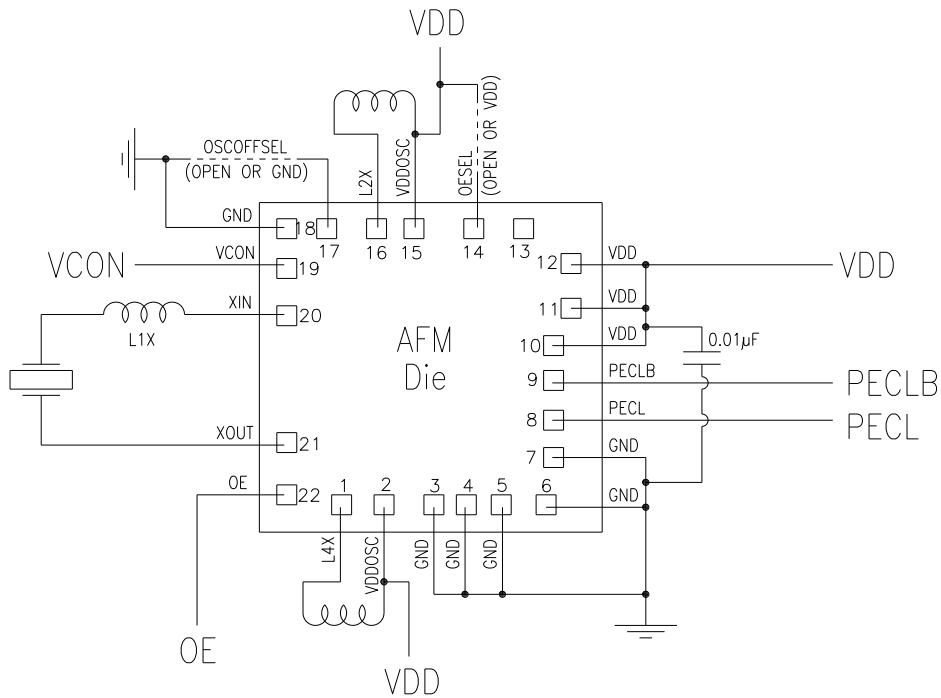 VDD
OSCOFFSEL
(OPEN OR GND)
L2X
VDDOSC
OESEL
(OPEN OR VDD)
GND
18
17
16
15
14
13
VCON
VCON
19
12
VDD
VDD
XIN
20
11
VDD
L1X
10
VDD
0.01µF
AFM
Die
9
PECLB
PECLB
8
PECL
PECL
XOUT
21
7
GND
OE
22
1
2
3
4
5
6
GND
L4X
VDDOSC
GND
GND
GND
OE
VDD